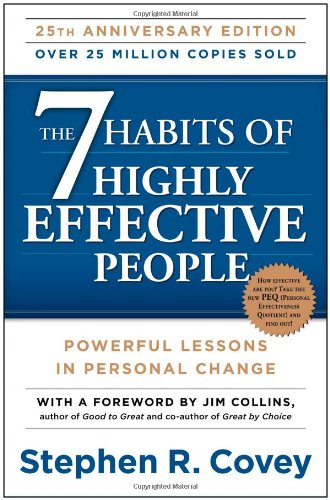 25TH ANNIVERSARY EDITION
OVER 25 MILLION COPIES SOLD
THE 7 HABITS OF
HIGHLY
EFFECTIVE
PEOPLE
HOW EFFECTIVE
ARE YOU? TAKE THE
NEW PEQ (PERSONAL
EFFECTIVENESS
QUOTIENT) AND
FIND OUT!
POWERFUL LESSONS
IN PERSONAL CHANGE
WITH A FOREWORD BY JIM COLLINS,
author of Good to Great and co-author of Great by Choice
Stephen R. Covey